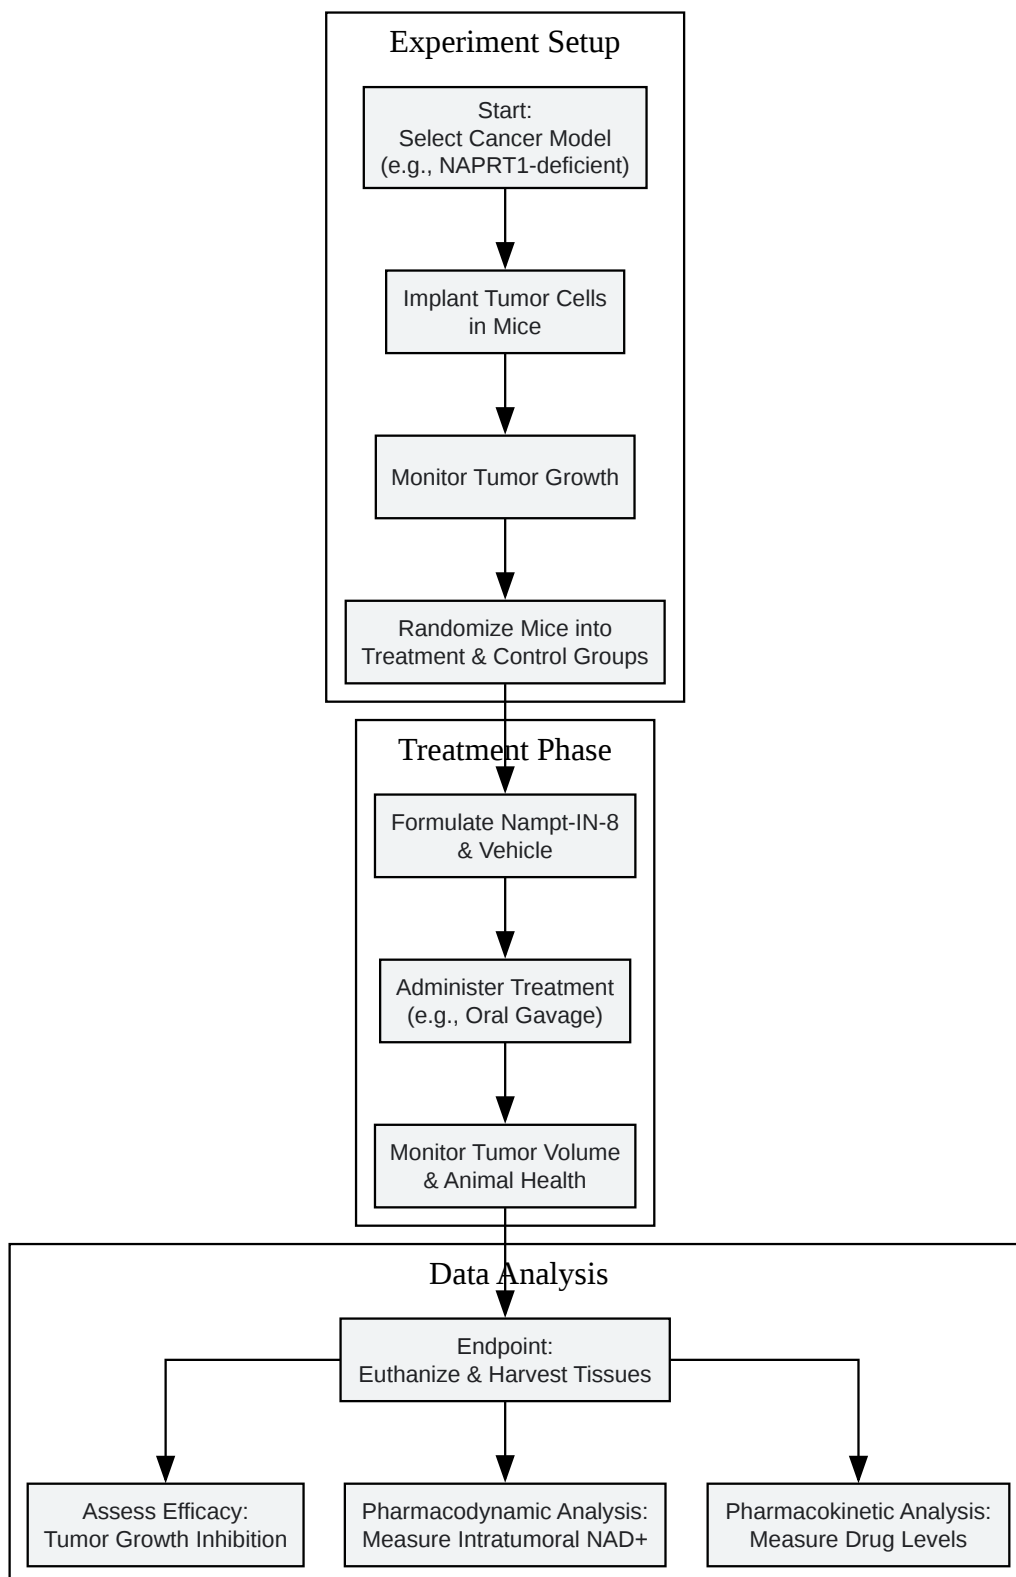 Experiment Setup
Start:
Select Cancer Model
(e.g., NAPRT1-deficient)
Implant Tumor Cells
in Mice
Monitor Tumor Growth
Randomize Mice into
Treatment & Control Groups
Treatment Phase
Formulate Nampt-IN-8
& Vehicle
Administer Treatment
(e.g., Oral Gavage)
Monitor Tumor Volume
& Animal Health
Data Analysis
Endpoint:
Euthanize & Harvest Tissues
Assess Efficacy:
Tumor Growth Inhibition
Pharmacodynamic Analysis:
Measure Intratumoral NAD+
Pharmacokinetic Analysis:
Measure Drug Levels